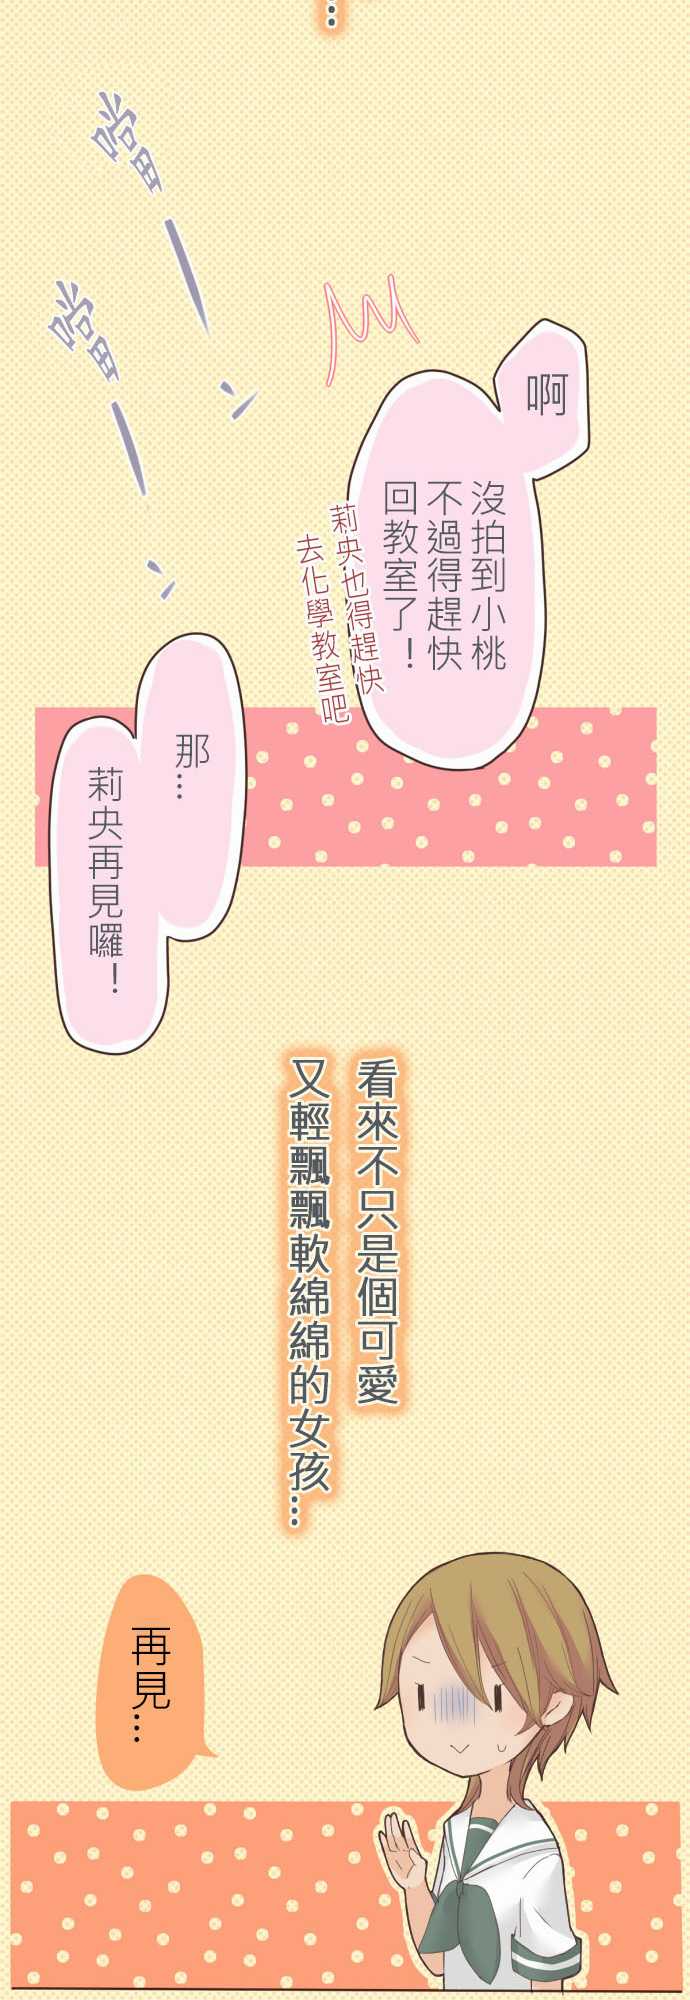 …
噹
噹
啊
沒拍到小桃
不過得趕快
回教室了！
莉央也得趕快
去化學教室吧
那…
莉央再見囉！
看來不只是個可愛
又輕飄飄軟綿綿的女孩…
再見…